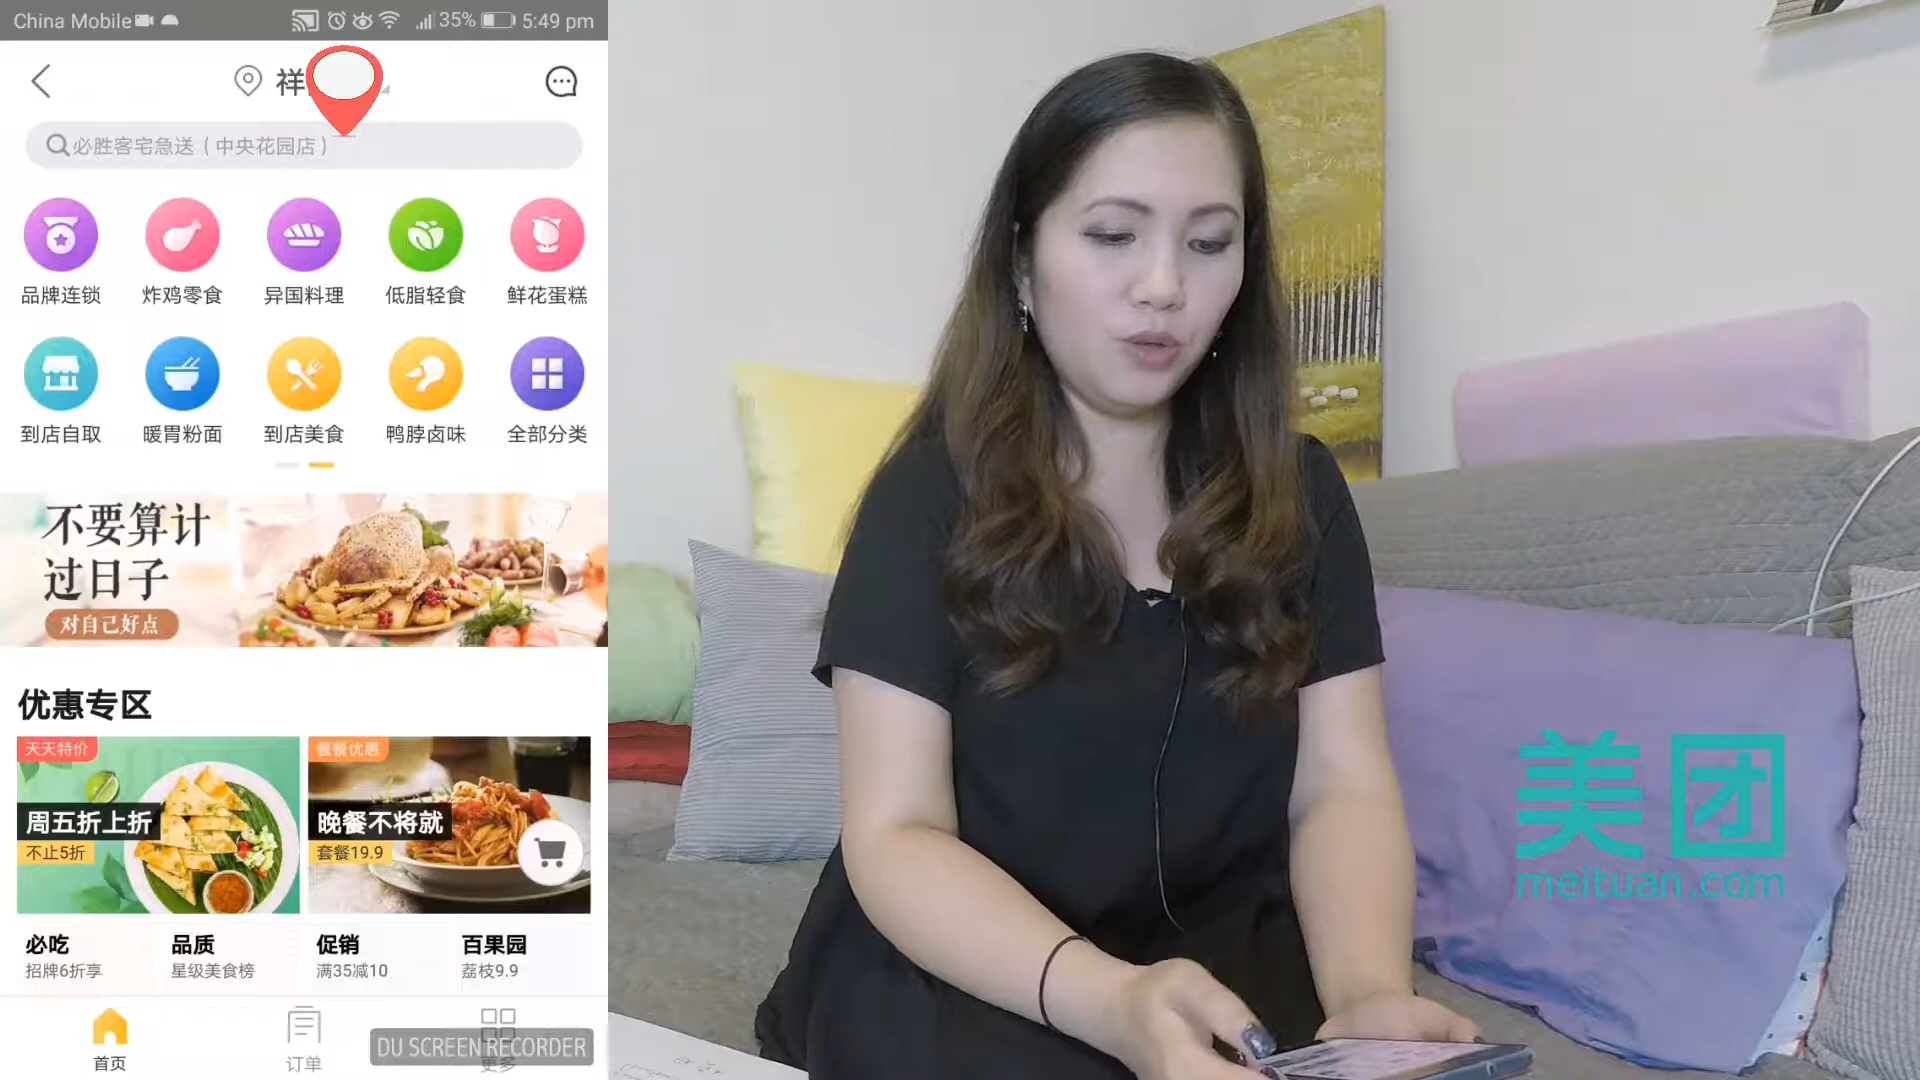 China Mobile
35%
5:49 pm
祥
必胜客宅急送（中央花园店）
品牌连锁
炸鸡零食
异国料理
低脂轻食
鲜花蛋糕
到店自取
暖胃粉面
到店美食
鸭脖卤味
全部分类
不要算计
过日子
对自己好点
优惠专区
天天特价
周五折上折
不止5折
餐餐优惠
晚餐不将就
套餐19.9
必吃
招牌6折享
品质
星级美食榜
促销
满35减10
百果园
荔枝9.9
首页
订单
更多
DU SCREEN RECORDER
美团
meituan.com